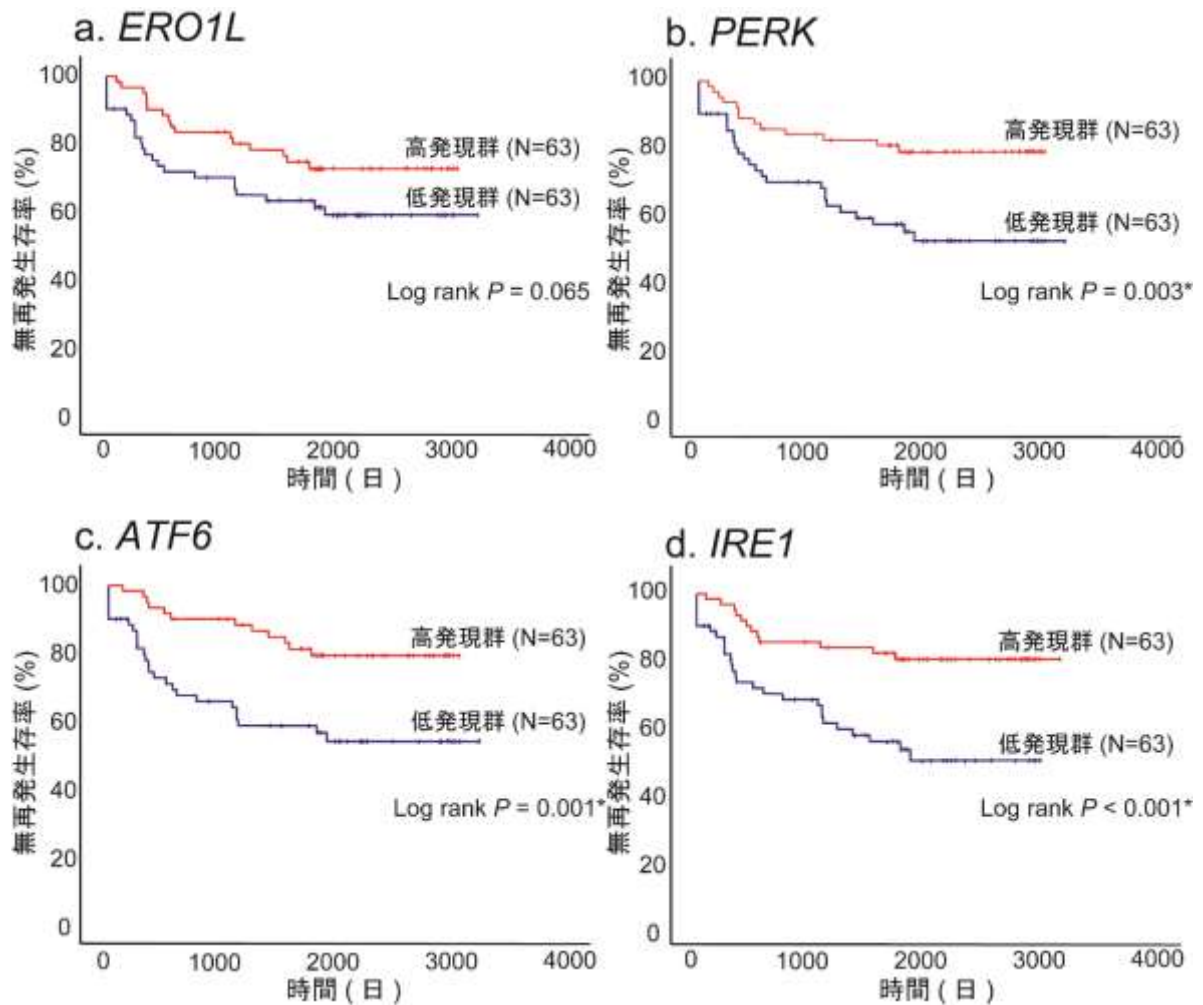 a. ERO1L
無再発生存率 (%)
100
80
60
40
20
0
高発現群 (N=63)
低発現群 (N=63)
Log rank P = 0.065
0 1000 2000 3000 4000
時間 ( 日 )
b. PERK
無再発生存率 (%)
100
80
60
40
20
0
高発現群 (N=63)
低発現群 (N=63)
Log rank P = 0.003*
0 1000 2000 3000 4000
時間 ( 日 )
c. ATF6
無再発生存率 (%)
100
80
60
40
20
0
高発現群 (N=63)
低発現群 (N=63)
Log rank P = 0.001*
0 1000 2000 3000 4000
時間 ( 日 )
d. IRE1
無再発生存率 (%)
100
80
60
40
20
0
高発現群 (N=63)
低発現群 (N=63)
Log rank P < 0.001*
0 1000 2000 3000 4000
時間 ( 日 )